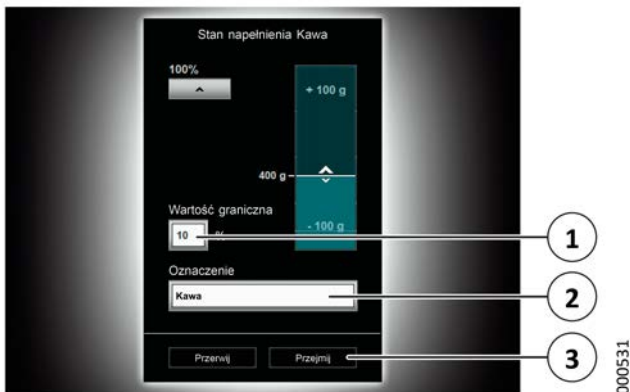 Stan napełnienia Kawa
100%
+ 100 g
400 g
Wartość graniczna
- 100 g
10 %
1
Oznaczenie
Kawa
2
Przerwij Przejmij
3
000531